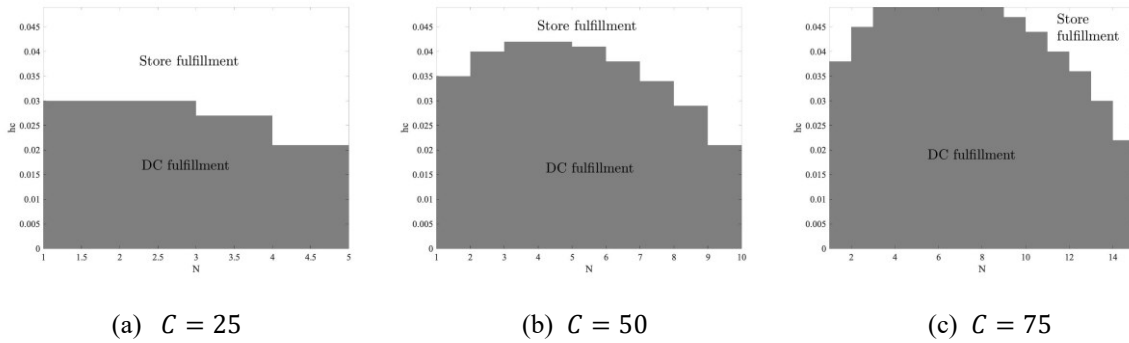 0.045
0.04
0.035
0.03
0.025
0.02
0.015
0.01
0.005
0
hc
Store fulfillment
DC fulfillment
1 1.5 2 2.5 3 3.5 4 4.5 5
N
(a) C = 25
0.045
0.04
0.035
0.03
0.025
0.02
0.015
0.01
0.005
0
hc
Store fulfillment
DC fulfillment
1 2 3 4 5 6 7 8 9 10
N
(b) C = 50
0.045
0.04
0.035
0.03
0.025
0.02
0.015
0.01
0.005
0
hc
Store
fulfillment
DC fulfillment
2 4 6 8 10 12 14
N
(c) C = 75